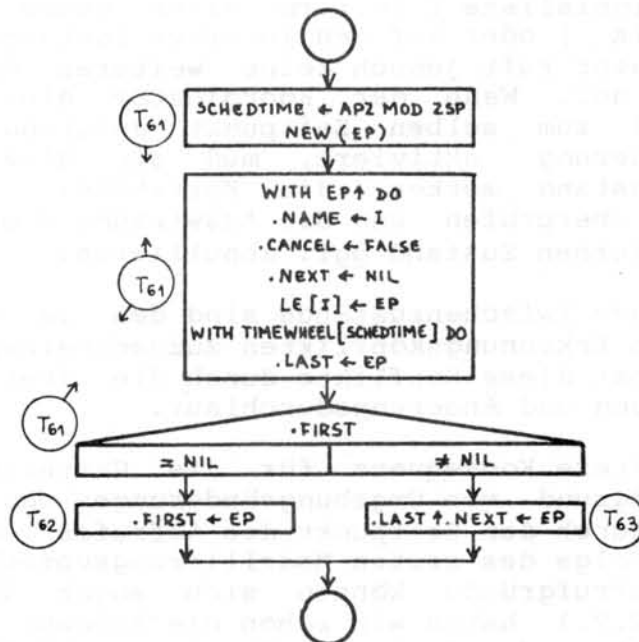 SCHEDTIME ← APZ MOD ZSP
NEW (EP)
T61
WITH EP↑ DO
.NAME ← I
.CANCEL ← FALSE
.NEXT ← NIL
LE [I] ← EP
WITH TIMEWHEEL [SCHEDTIME] DO
.LAST ← EP
T61
T61
.FIRST
= NIL
≠ NIL
T62
.FIRST ← EP
.LAST↑.NEXT ← EP
T63